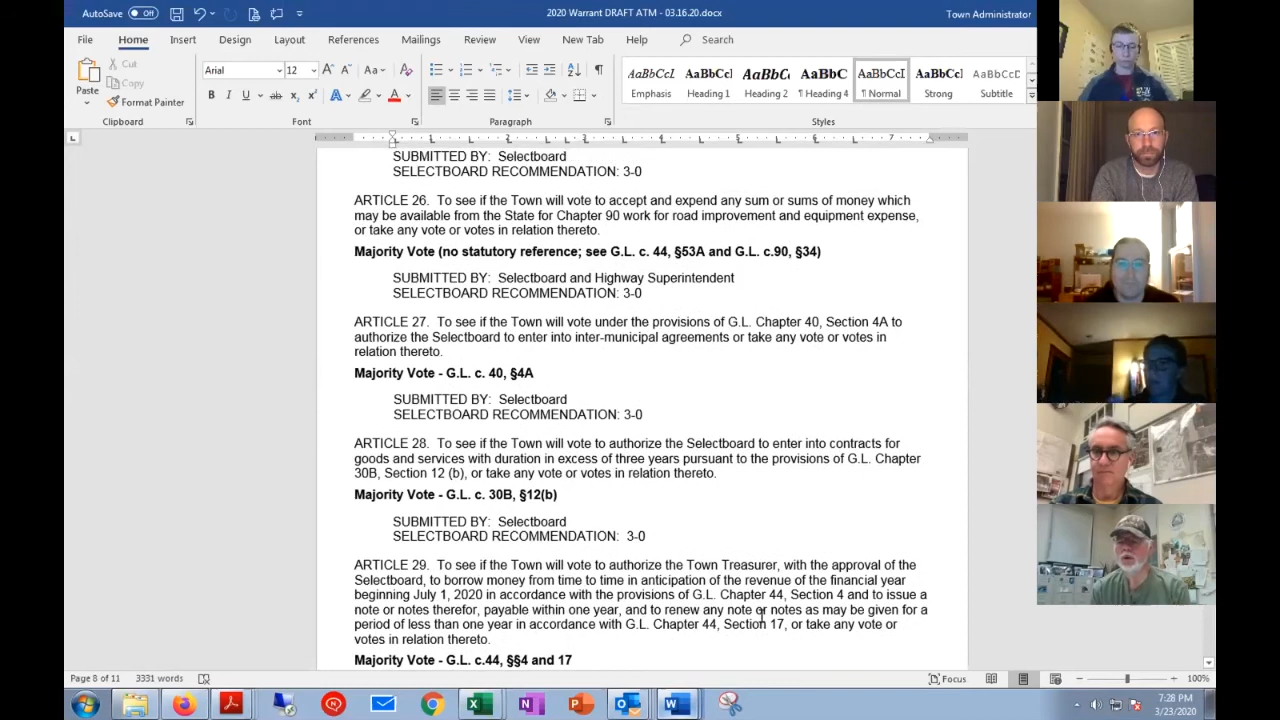 AutoSave Off
2020 Warrant DRAFT ATM - 03.16.20.docx
Town Administrator
File Home Insert Design Layout References Mailings Review View New Tab Help Search
Paste
Cut
Copy
Format Painter
Clipboard
Arial 12
Font
Paragraph
AaBbCcI AaBbCc AaBbC AaBbC AaBbCcI AaBbCc AaBbCcI
Emphasis Heading 1 Heading 2 ¶ Heading 4 ¶ Normal Strong Subtitle
Styles
1 2 3 4 5 6 7
SUBMITTED BY: Selectboard
SELECTBOARD RECOMMENDATION: 3-0
ARTICLE 26. To see if the Town will vote to accept and expend any sum or sums of money which
may be available from the State for Chapter 90 work for road improvement and equipment expense,
or take any vote or votes in relation thereto.
Majority Vote (no statutory reference; see G.L. c. 44, §53A and G.L. c.90, §34)
SUBMITTED BY: Selectboard and Highway Superintendent
SELECTBOARD RECOMMENDATION: 3-0
ARTICLE 27. To see if the Town will vote under the provisions of G.L. Chapter 40, Section 4A to
authorize the Selectboard to enter into inter-municipal agreements or take any vote or votes in
relation thereto.
Majority Vote - G.L. c. 40, §4A
SUBMITTED BY: Selectboard
SELECTBOARD RECOMMENDATION: 3-0
ARTICLE 28. To see if the Town will vote to authorize the Selectboard to enter into contracts for
goods and services with duration in excess of three years pursuant to the provisions of G.L. Chapter
30B, Section 12 (b), or take any vote or votes in relation thereto.
Majority Vote - G.L. c. 30B, §12(b)
SUBMITTED BY: Selectboard
SELECTBOARD RECOMMENDATION: 3-0
ARTICLE 29. To see if the Town will vote to authorize the Town Treasurer, with the approval of the
Selectboard, to borrow money from time to time in anticipation of the revenue of the financial year
beginning July 1, 2020 in accordance with the provisions of G.L. Chapter 44, Section 4 and to issue a
note or notes therefor, payable within one year, and to renew any note or notes as may be given for a
period of less than one year in accordance with G.L. Chapter 44, Section 17, or take any vote or
votes in relation thereto.
Majority Vote - G.L. c.44, §§4 and 17
Page 8 of 11 3331 words
Focus
100%
7:28 PM
3/23/2020